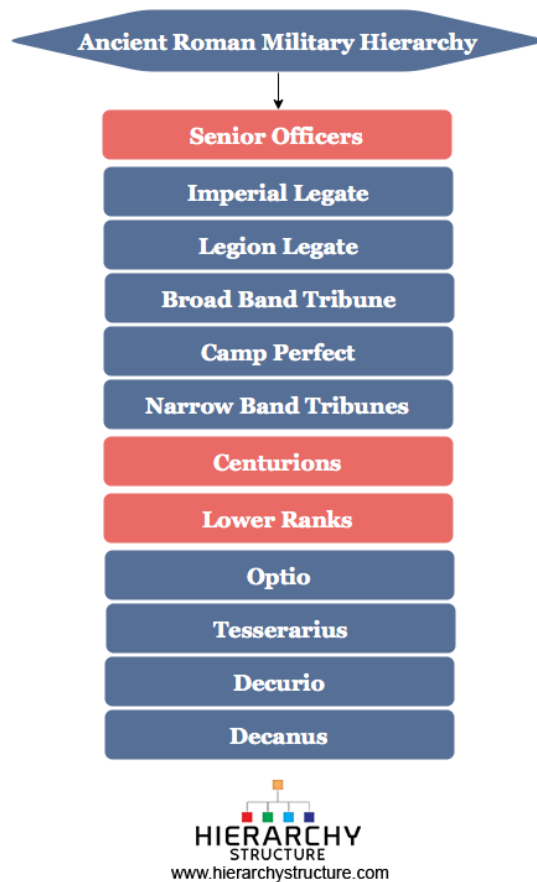 Ancient Roman Military Hierarchy
Senior Officers
Imperial Legate
Legion Legate
Broad Band Tribune
Camp Perfect
Narrow Band Tribunes
Centurions
Lower Ranks
Optio
Tesserarius
Decurio
Decanus
HIERARCHY
STRUCTURE
www.hierarchystructure.com